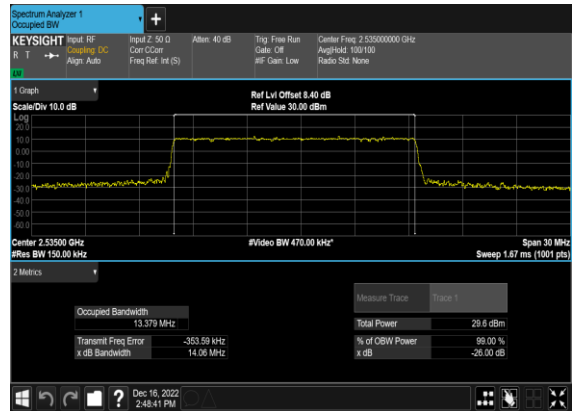 Spectrum Analyzer 1
Occupied BW
KEYSIGHT
R T
Input: RF
Coupling: DC
Align: Auto
Input Z: 50 Ω
Corr CCorr
Freq Ref: Int (S)
Atten: 40 dB
Trig: Free Run
Gate: Off
#IF Gain: Low
Center Freq: 2.535000000 GHz
Avg|Hold: 100/100
Radio Std: None
1 Graph
Scale/Div 10.0 dB
Ref Lvl Offset 8.40 dB
Ref Value 30.00 dBm
Log
20.0
10.0
0.00
-10.0
-20.0
-30.0
-40.0
-50.0
-60.0
Center 2.53500 GHz
#Res BW 150.00 kHz
#Video BW 470.00 kHz*
Span 30 MHz
Sweep 1.67 ms (1001 pts)
2 Metrics
Measure Trace
Trace 1
Occupied Bandwidth
13.379 MHz
Total Power
29.6 dBm
Transmit Freq Error
-353.59 kHz
% of OBW Power
99.00 %
x dB Bandwidth
14.06 MHz
x dB
-26.00 dB
?
Dec 16, 2022
2:48:41 PM